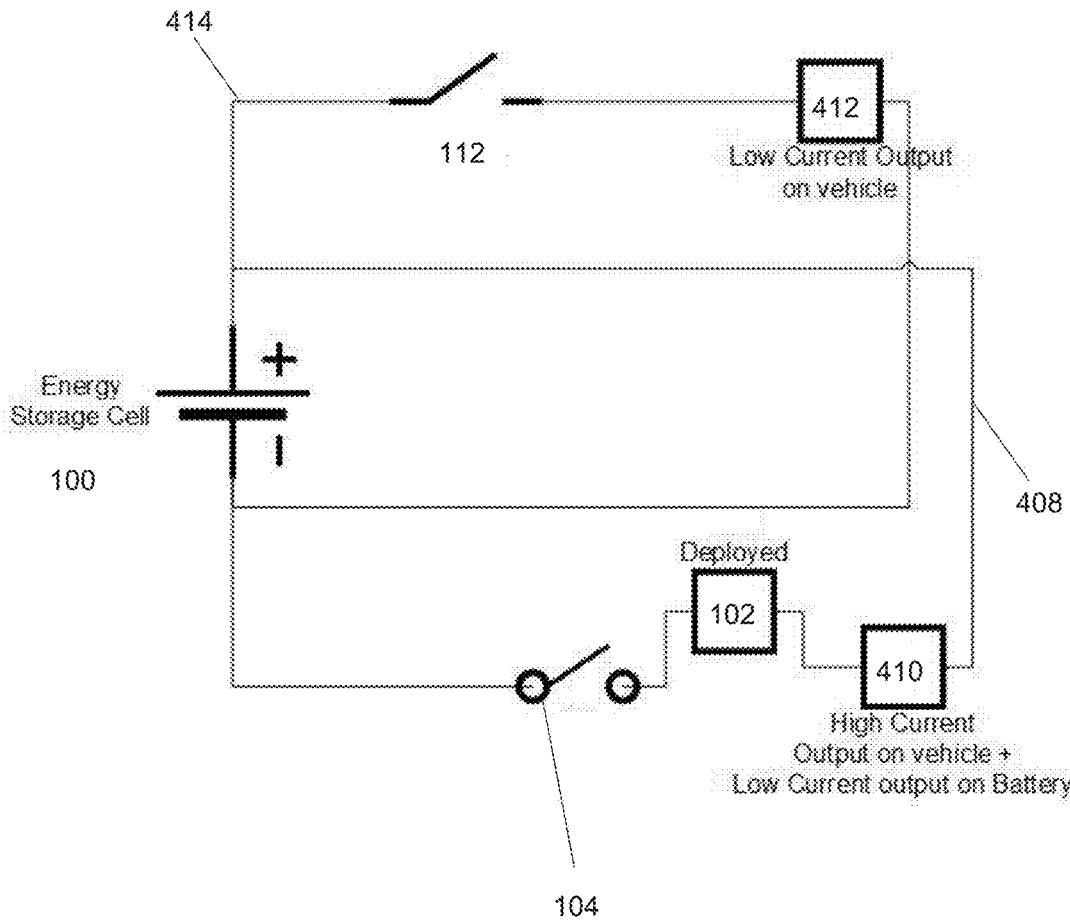 414
412
112
Low Current Output
on vehicle
+
Energy
Storage Cell
-
100
408
Deployed
102
410
High Current
Output on vehicle +
Low Current output on Battery
104